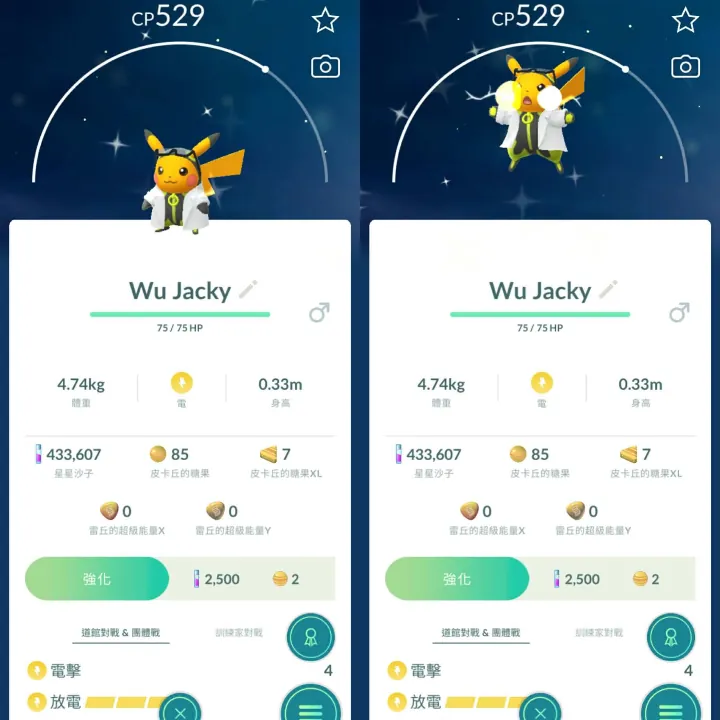 CP529
Wu Jacky
75 / 75 HP
4.74kg
體重
電
0.33m
身高
433,607
星星沙子
85
皮卡丘的糖果
7
皮卡丘的糖果XL
0
雷丘的超級能量X
0
雷丘的超級能量Y
強化
2,500
2
道館對戰 & 團體戰
訓練家對戰
電擊
4
放電
CP529
Wu Jacky
75 / 75 HP
4.74kg
體重
電
0.33m
身高
433,607
星星沙子
85
皮卡丘的糖果
7
皮卡丘的糖果XL
0
雷丘的超級能量X
0
雷丘的超級能量Y
強化
2,500
2
道館對戰 & 團體戰
訓練家對戰
電擊
4
放電